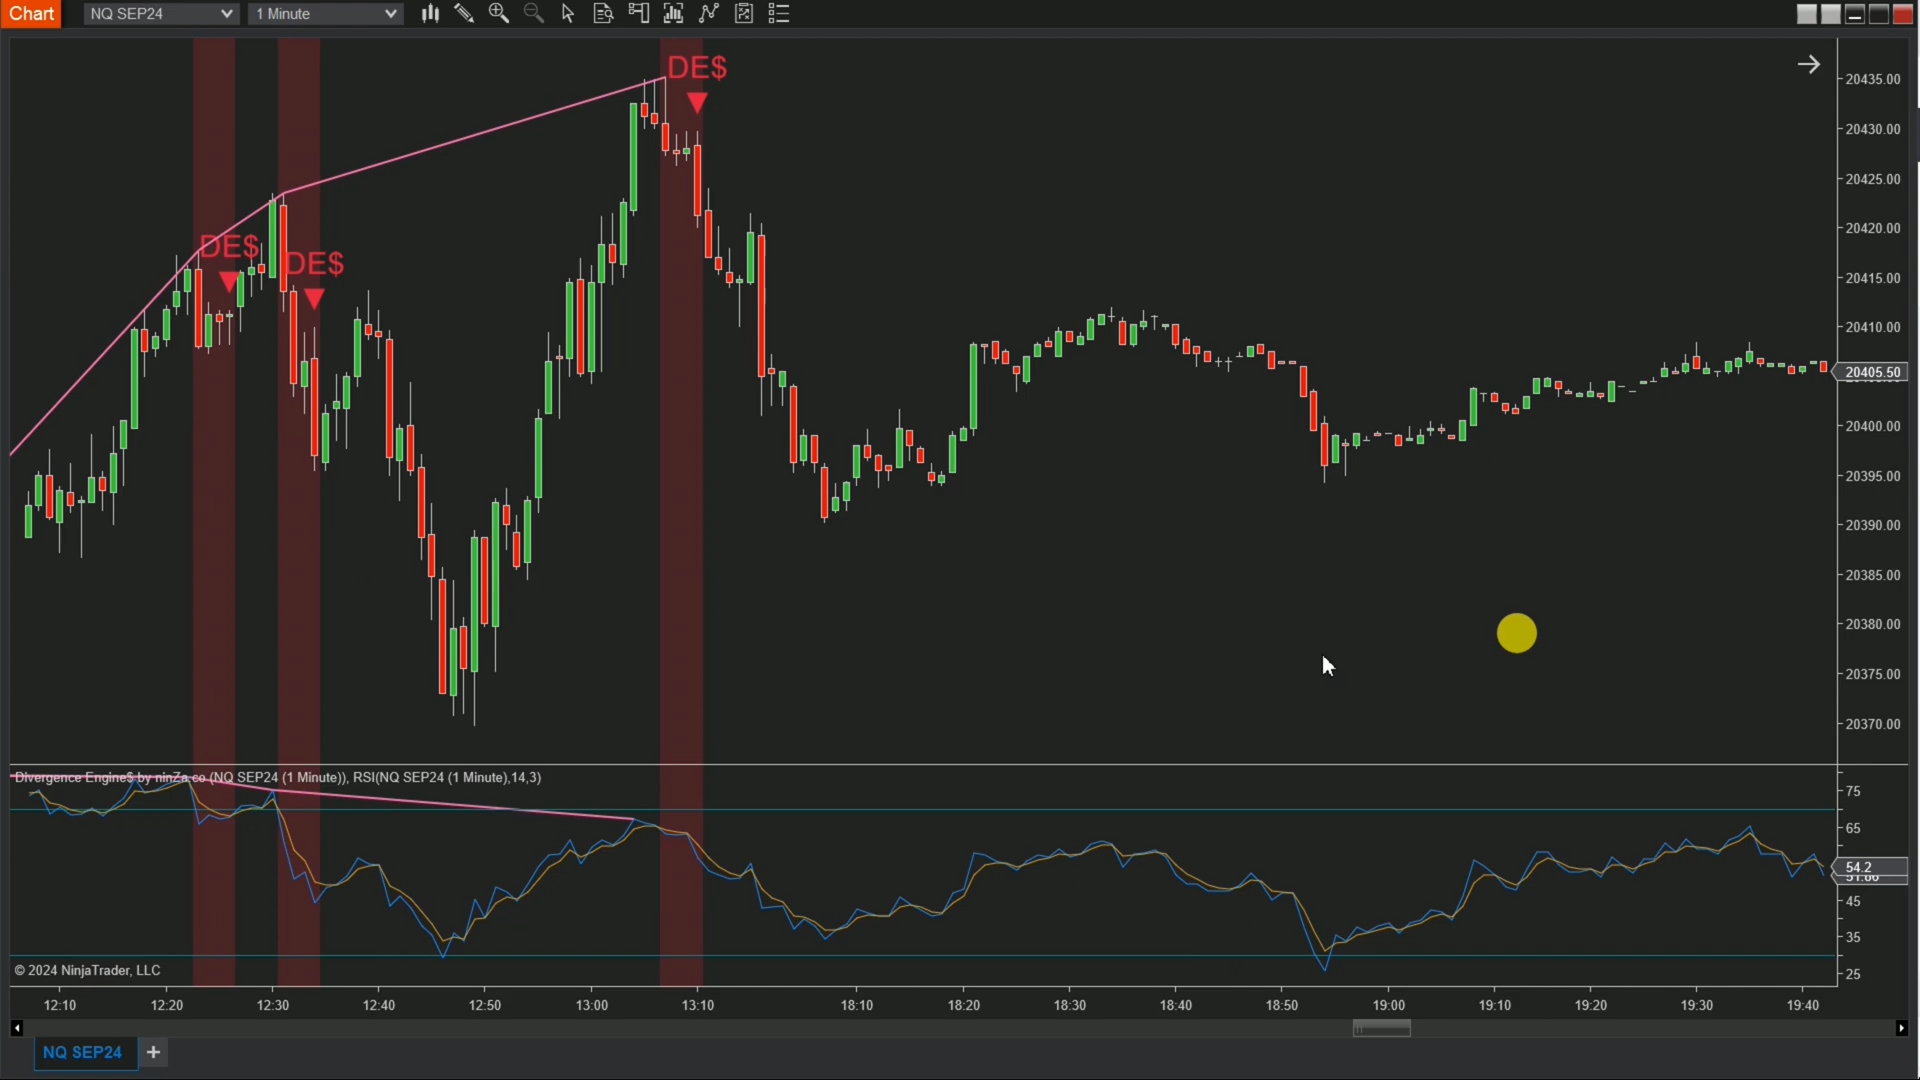 Chart NQ SEP24 1 Minute
DE$
DE$
DE$
20435.00
20430.00
20425.00
20420.00
20415.00
20410.00
20405.50
20400.00
20395.00
20390.00
20385.00
20380.00
20375.00
20370.00
Divergence Engine$ by ninZa.co (NQ SEP24 (1 Minute)), RSI(NQ SEP24 (1 Minute),14,3)
75
65
54.2
51.86
45
35
25
© 2024 NinjaTrader, LLC
12:10 12:20 12:30 12:40 12:50 13:00 13:10 18:10 18:20 18:30 18:40 18:50 19:00 19:10 19:20 19:30 19:40
NQ SEP24 +